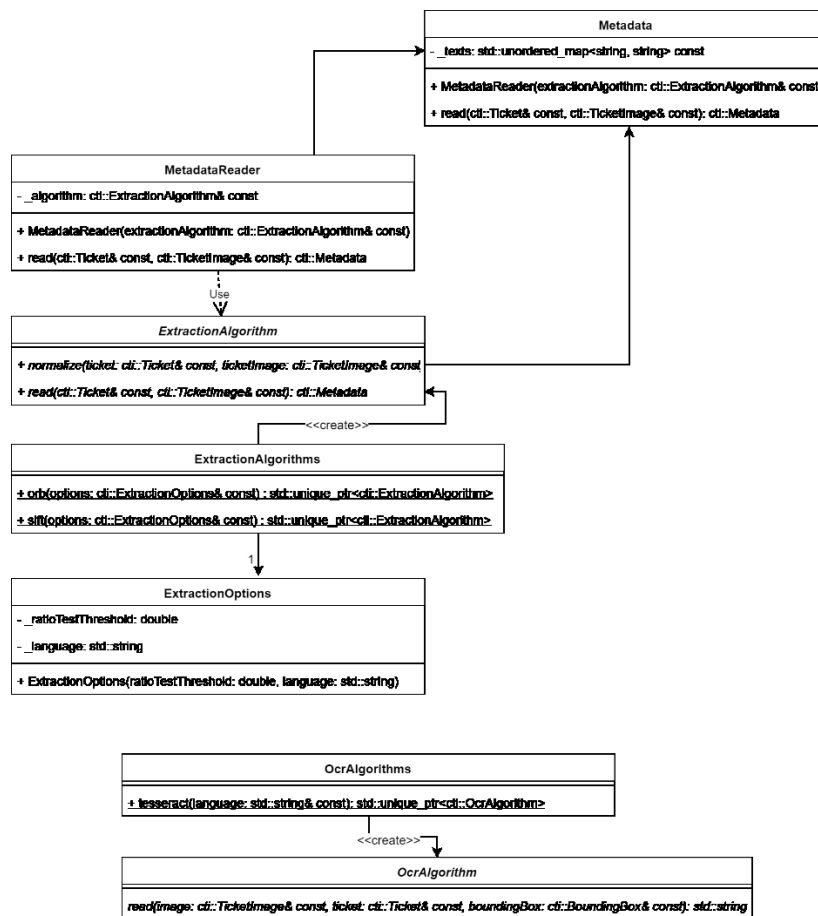 Metadata
- _texts: std::unordered_map<string, string> const
+ MetadataReader(extractionAlgorithm: cti::ExtractionAlgorithm& const
+ read(cti::Ticket& const, cti::TicketImage& const): cti::Metadata
MetadataReader
- _algorithm: cti::ExtractionAlgorithm& const
+ MetadataReader(extractionAlgorithm: cti::ExtractionAlgorithm& const)
+ read(cti::Ticket& const, cti::TicketImage& const): cti::Metadata
Use
ExtractionAlgorithm
+ normalize(ticket: cti::Ticket& const, ticketImage: cti::TicketImage& const
+ read(cti::Ticket& const, cti::TicketImage& const): cti::Metadata
<<create>>
ExtractionAlgorithms
+ orb(options: cti::ExtractionOptions& const) : std::unique_ptr<cti::ExtractionAlgorithm>
+ sift(options: cti::ExtractionOptions& const) : std::unique_ptr<cti::ExtractionAlgorithm>
1
ExtractionOptions
- _ratioTestThreshold: double
- _language: std::string
+ ExtractionOptions(ratioTestThreshold: double, language: std::string)
OcrAlgorithms
+ tesseract(language: std::string& const): std::unique_ptr<cti::OcrAlgorithm>
<<create>>
OcrAlgorithm
read(image: cti::TicketImage& const, ticket: cti::Ticket& const, boundingBox: cti::BoundingBox& const): std::string